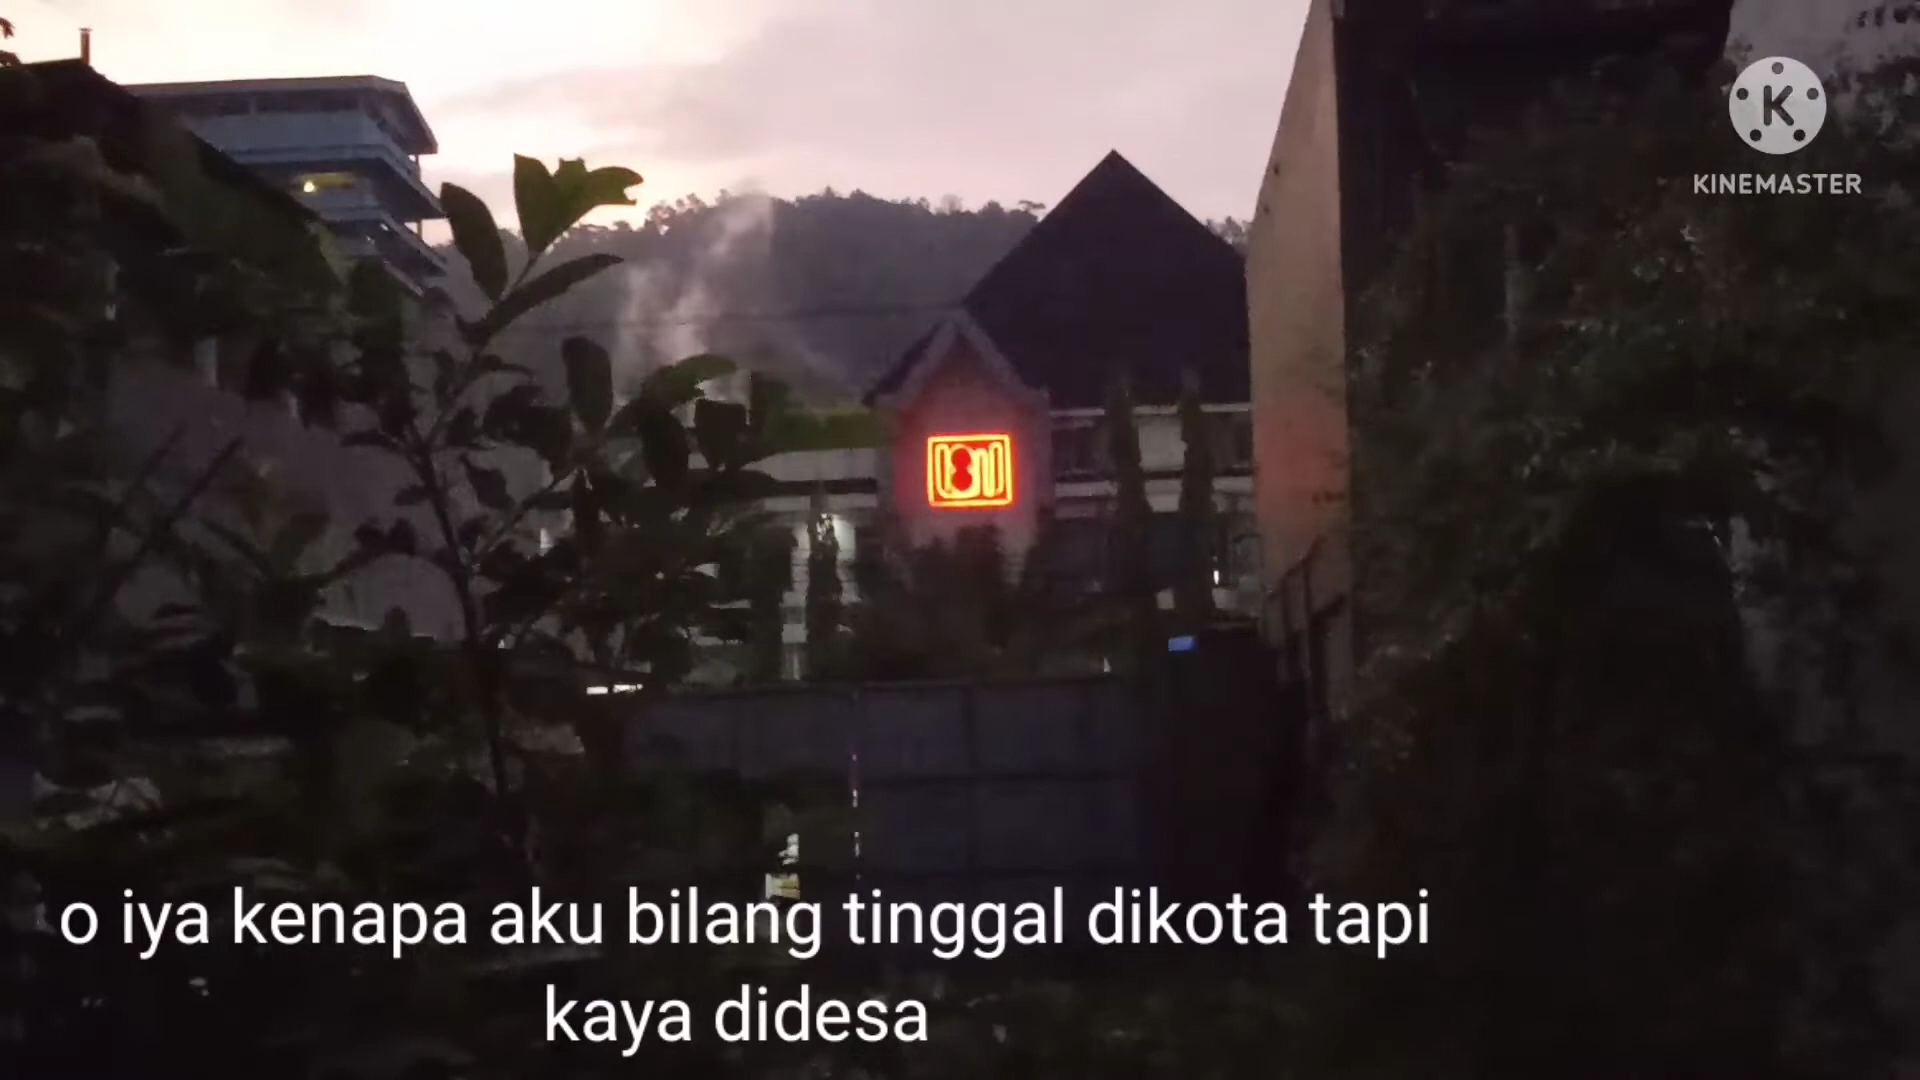 KINEMASTER
o iya kenapa aku bilang tinggal dikota tapi
kaya didesa